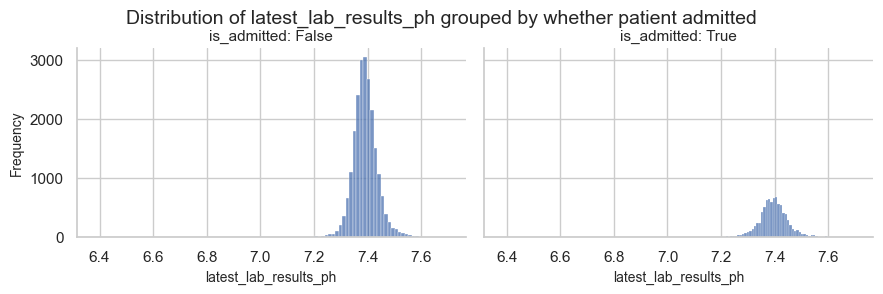 Distribution of latest_lab_results_ph grouped by whether patient admitted
is_admitted: False
is_admitted: True
3000
2000
1000
0
Frequency
6.4 6.6 6.8 7.0 7.2 7.4 7.6
6.4 6.6 6.8 7.0 7.2 7.4 7.6
latest_lab_results_ph
latest_lab_results_ph